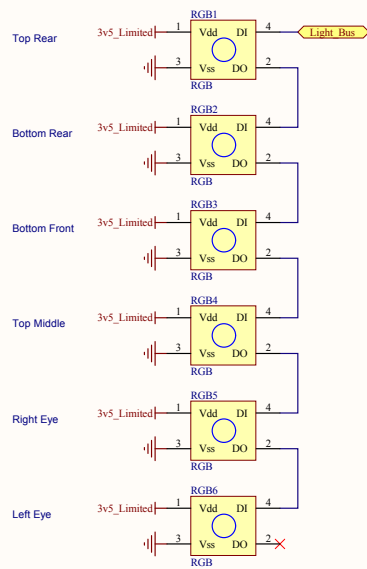 RGB1
Top Rear 3v5_Limited 1 Vdd DI 4 Light_Bus
3 Vss DO 2
RGB
RGB2
Bottom Rear 3v5_Limited 1 Vdd DI 4
3 Vss DO 2
RGB
RGB3
Bottom Front 3v5_Limited 1 Vdd DI 4
3 Vss DO 2
RGB
RGB4
Top Middle 3v5_Limited 1 Vdd DI 4
3 Vss DO 2
RGB
RGB5
Right Eye 3v5_Limited 1 Vdd DI 4
3 Vss DO 2
RGB
RGB6
Left Eye 3v5_Limited 1 Vdd DI 4
3 Vss DO 2
RGB